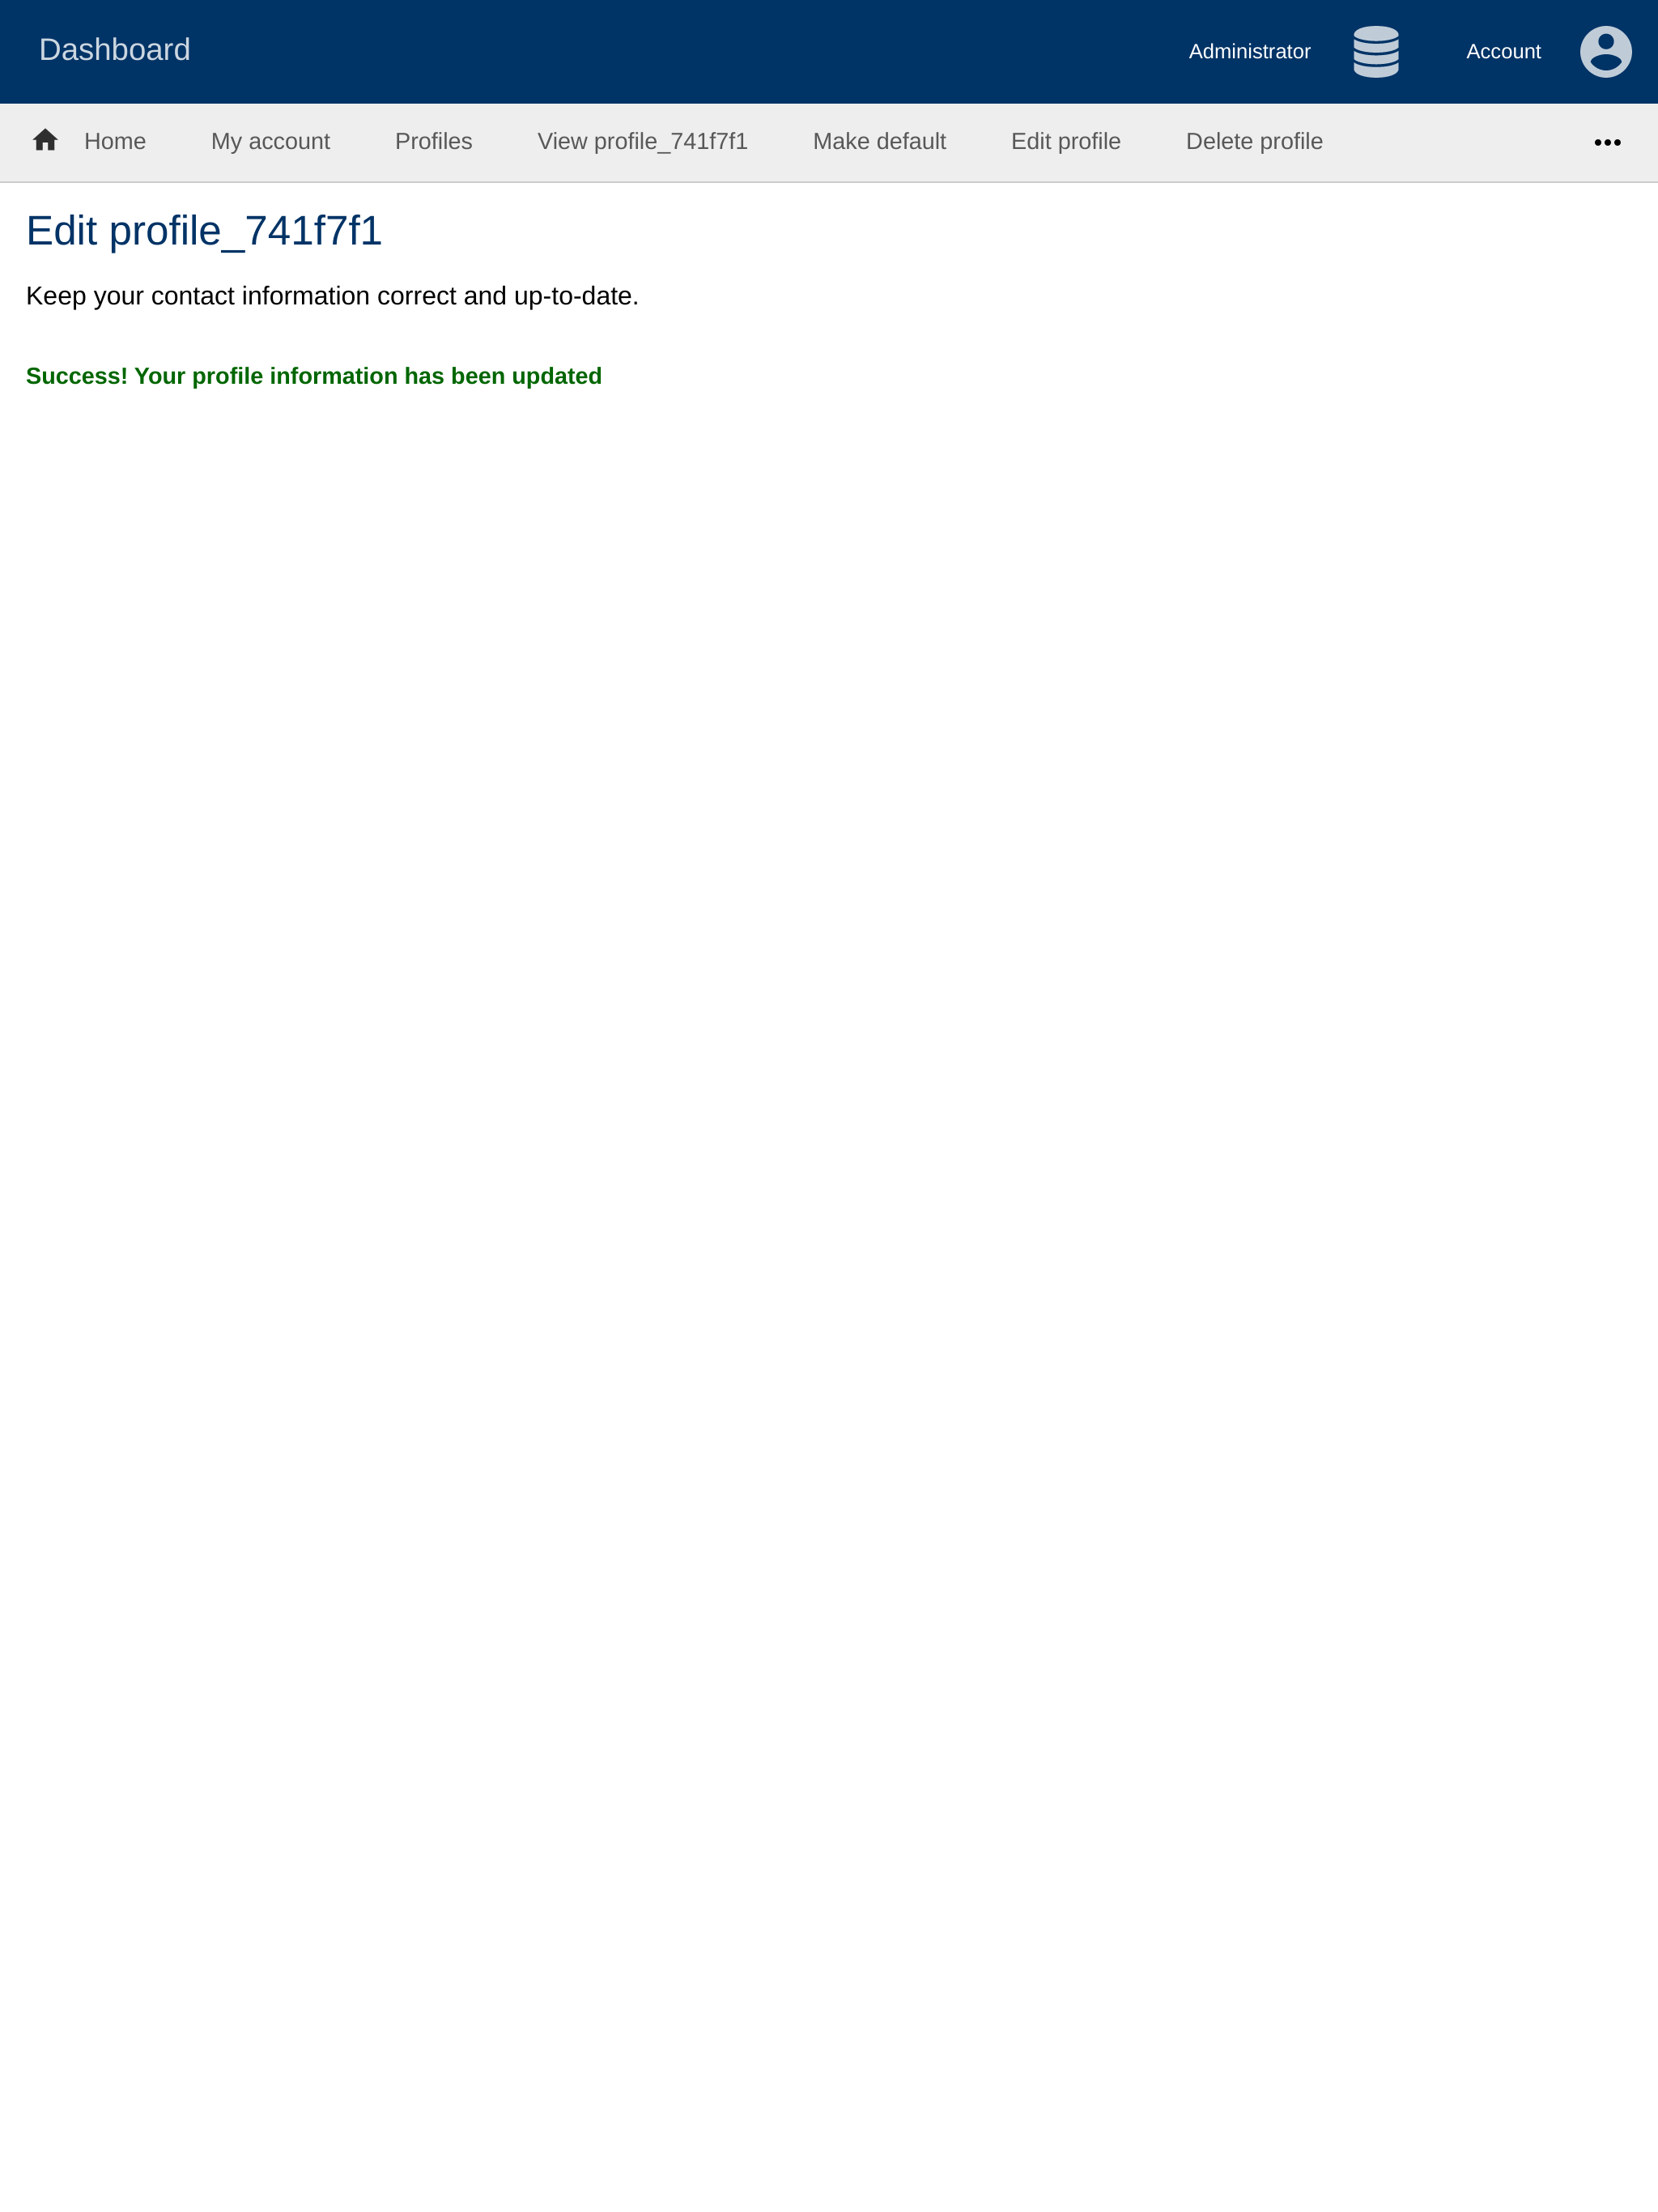 Dashboard
Administrator
Account
Home
My account
Profiles
View profile_741f7f1
Make default
Edit profile
Delete profile
Edit profile_741f7f1
Keep your contact information correct and up-to-date.
Success! Your profile information has been updated